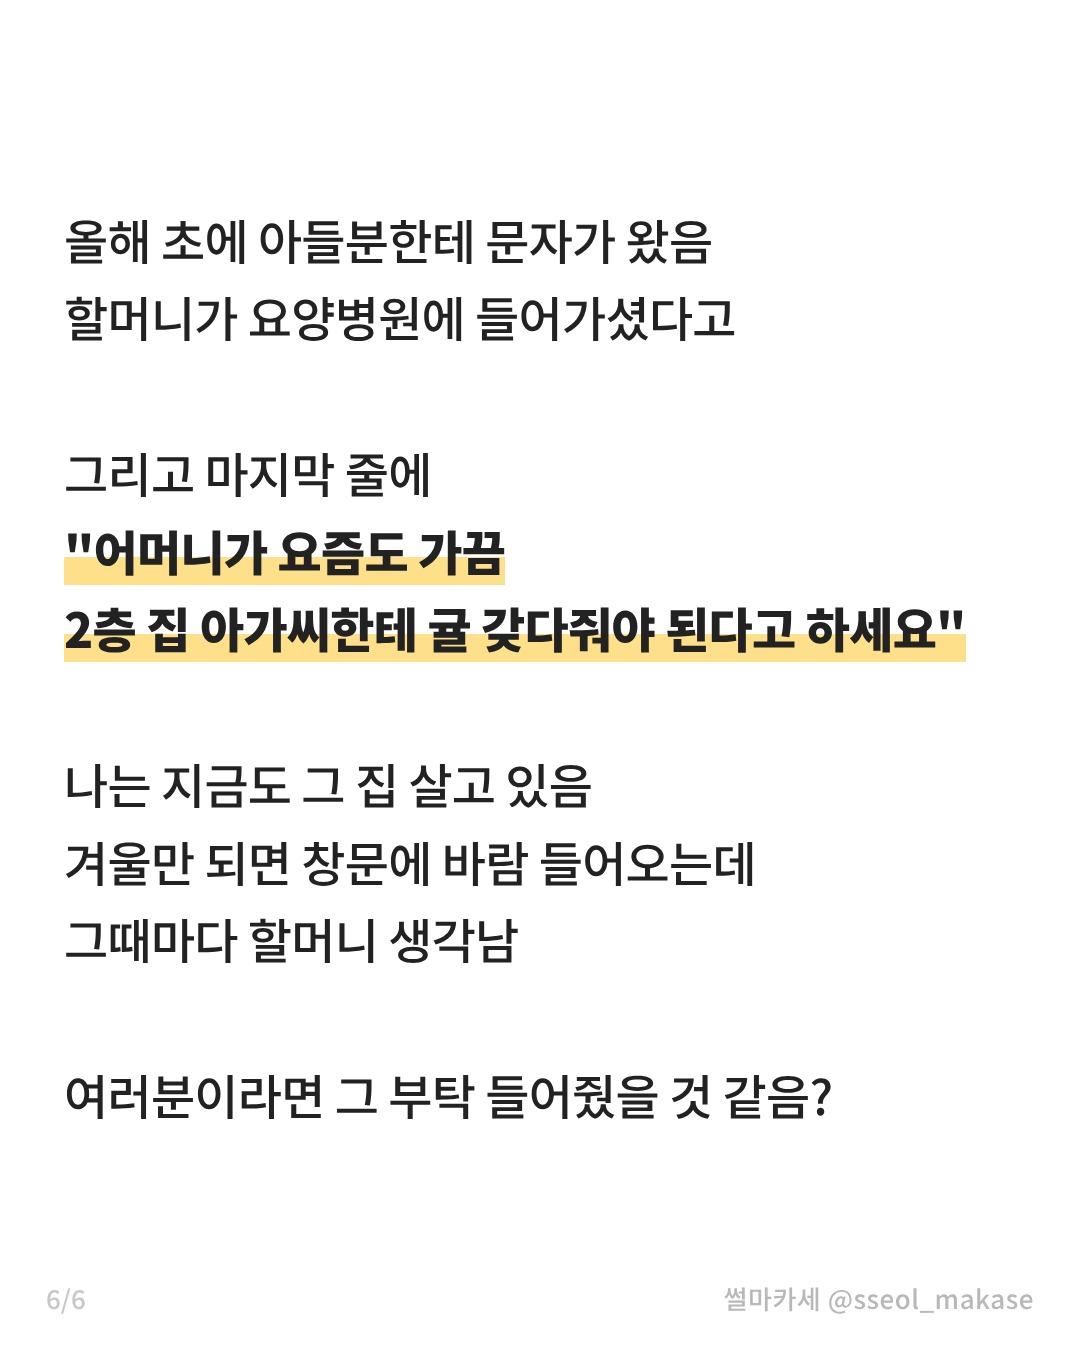 올해 초에 아들분한테 문자가 왔음
할머니가 요양병원에 들어가셨다고
그리고 마지막 줄에
"어머니가 요즘도 가끔
2층 집 아가씨한테 귤 갖다줘야 된다고 하세요"
나는 지금도 그 집 살고 있음
겨울만 되면 창문에 바람 들어오는데
그때마다 할머니 생각남
여러분이라면 그 부탁 들어줬을 것 같음?
6/6
썰마카세 @sseol_makase